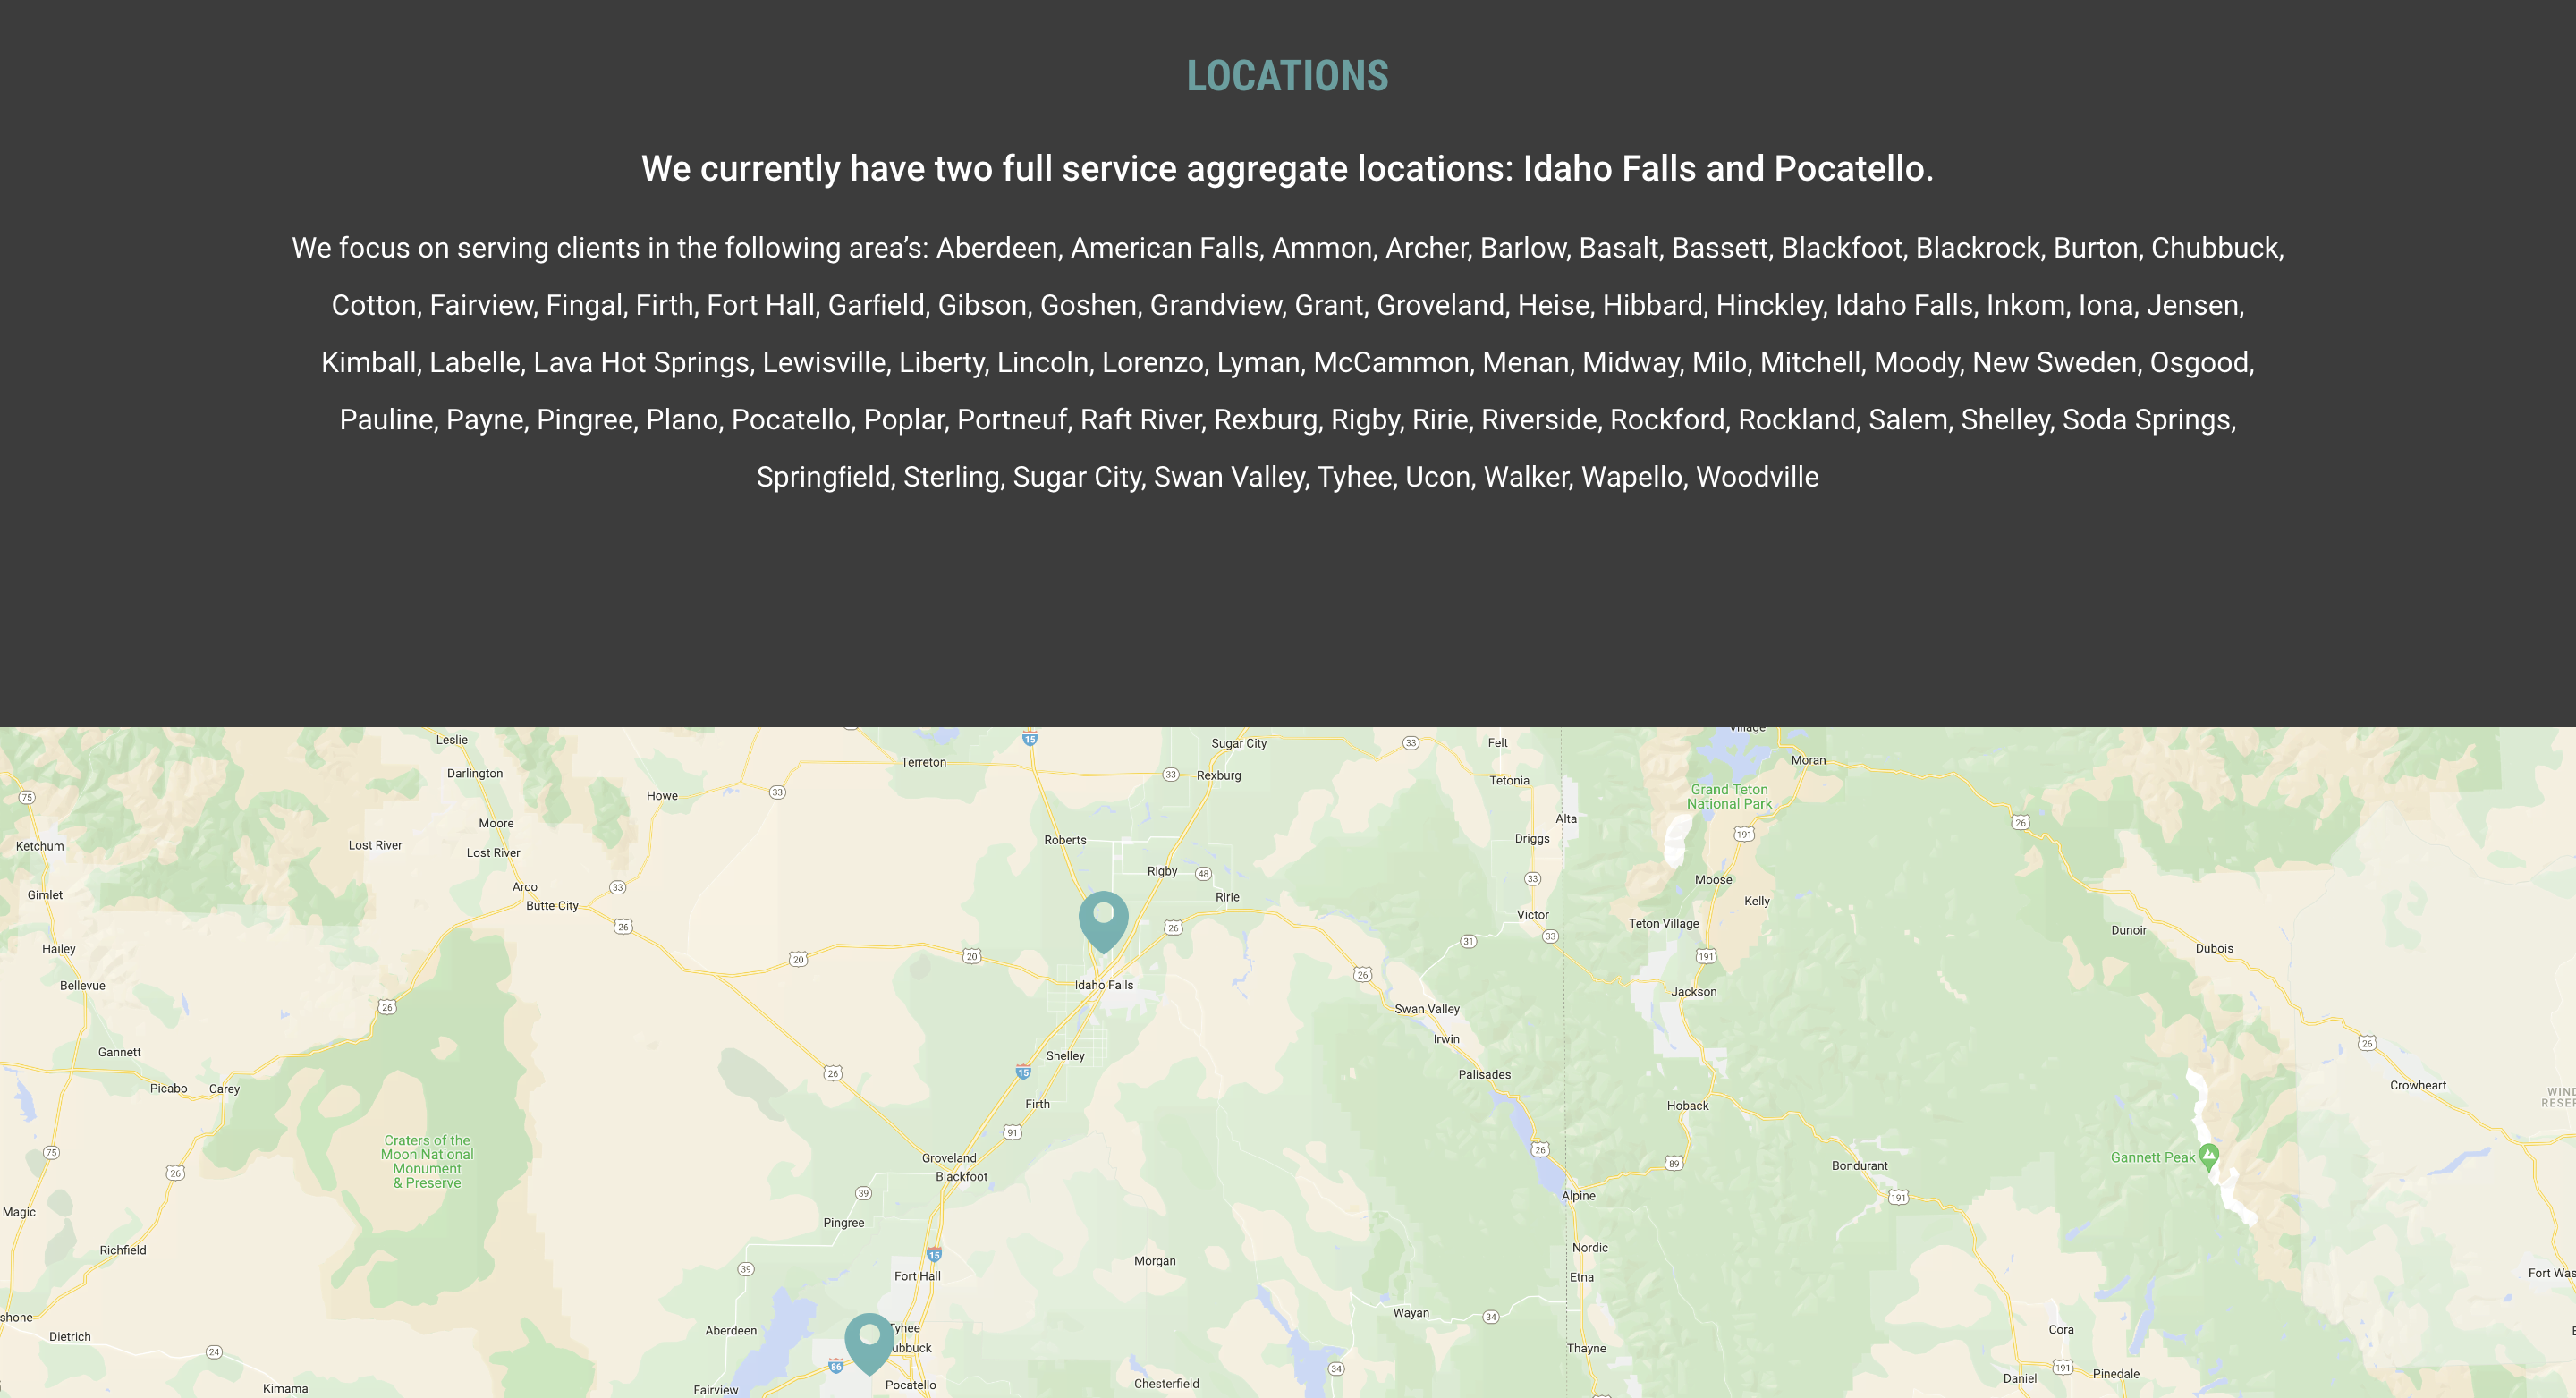 LOCATIONS
We currently have two full service aggregate locations: Idaho Falls and Pocatello.
We focus on serving clients in the following area’s: Aberdeen, American Falls, Ammon, Archer, Barlow, Basalt, Bassett, Blackfoot, Blackrock, Burton, Chubbuck,
Cotton, Fairview, Fingal, Firth, Fort Hall, Garfield, Gibson, Goshen, Grandview, Grant, Groveland, Heise, Hibbard, Hinckley, Idaho Falls, Inkom, Iona, Jensen,
Kimball, Labelle, Lava Hot Springs, Lewisville, Liberty, Lincoln, Lorenzo, Lyman, McCammon, Menan, Midway, Milo, Mitchell, Moody, New Sweden, Osgood,
Pauline, Payne, Pingree, Plano, Pocatello, Poplar, Portneuf, Raft River, Rexburg, Rigby, Ririe, Riverside, Rockford, Rockland, Salem, Shelley, Soda Springs,
Springfield, Sterling, Sugar City, Swan Valley, Tyhee, Ucon, Walker, Wapello, Woodville
Village
Leslie
15
Sugar City
33
Felt
Moran
Terreton
Darlington
33
Rexburg
Tetonia
Grand Teton
National Park
75
Howe
33
Moore
Alta
26
191
Ketchum
Lost River
Lost River
Roberts
Driggs
Rigby
48
33
Moose
Arco
33
Gimlet
Butte City
Ririe
Kelly
Victor
Teton Village
26
26
31
33
Dunoir
Hailey
20
20
191
Dubois
26
Bellevue
Idaho Falls
Jackson
26
Swan Valley
Irwin
26
Gannett
Shelley
15
26
Palisades
Picabo
Carey
Crowheart
WIND
RESER
Firth
Hoback
91
Craters of the
Moon National
Monument
& Preserve
75
26
Groveland
Blackfoot
26
89
Bondurant
Gannett Peak
39
Alpine
191
Magic
Pingree
Richfield
15
Nordic
Morgan
39
Fort Hall
Etna
Fort Was
shone
Wayan
34
Dietrich
Aberdeen
Tyhee
Cora
24
ubbuck
Thayne
86
34
191
Pinedale
Kimama
Fairview
Pocatello
Chesterfield
Daniel